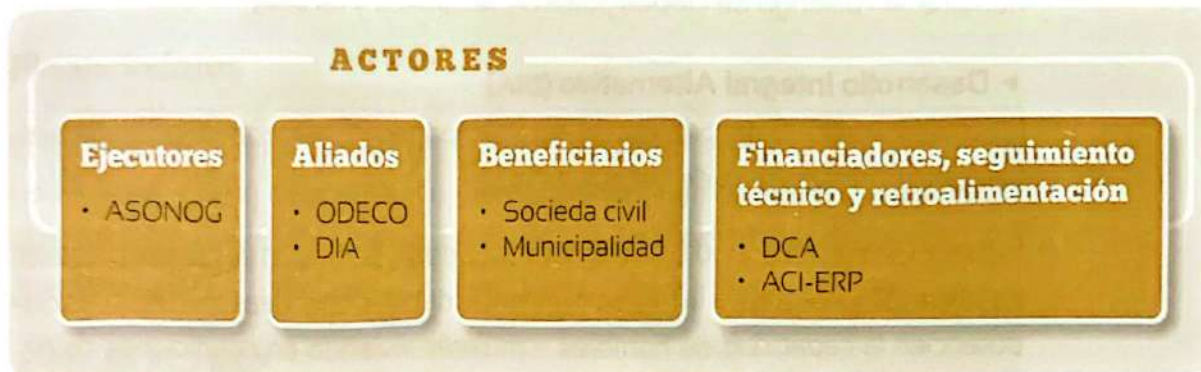 ACTORES
Ejecutores
• ASONOG
Aliados
• ODECO
• DIA
Beneficiarios
• Socieda civil
• Municipalidad
Financiadores, seguimiento
técnico y retroalimentación
• DCA
• ACI-ERP